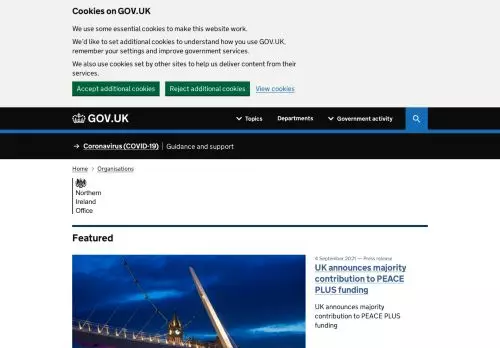 Cookies on GOV.UK
We use some essential cookies to make this website work.
We'd like to set additional cookies to understand how you use GOV.UK,
remember your settings and improve government services.
We also use cookies set by other sites to help us deliver content from their
services.
Accept additional cookies Reject additional cookies View cookies
GOV.UK Topics Departments Government activity
→ Coronavirus (COVID-19) Guidance and support
Home Organisations
Northern
Ireland
Office
Featured
4 September 2021 — Press release
UK announces majority
contribution to PEACE
PLUS funding
UK announces majority
contribution to PEACE PLUS
funding